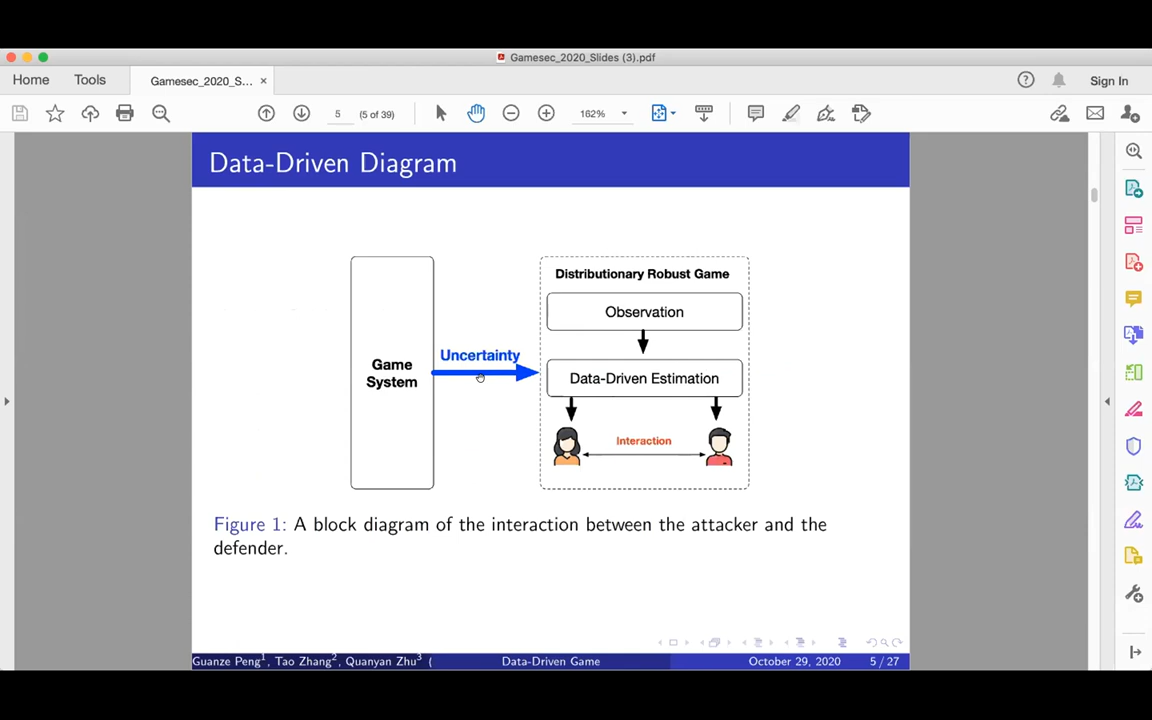 Gamesec_2020_Slides (3).pdf
Home
Tools
Gamesec_2020_S...
Sign In
5
(5 of 39)
162%
Data-Driven Diagram
Game
System
Uncertainty
Distributionary Robust Game
Observation
Data-Driven Estimation
Interaction
Figure 1: A block diagram of the interaction between the attacker and the
defender.
Guanze Peng1, Tao Zhang2, Quanyan Zhu3 (
Data-Driven Game
October 29, 2020
5 / 27